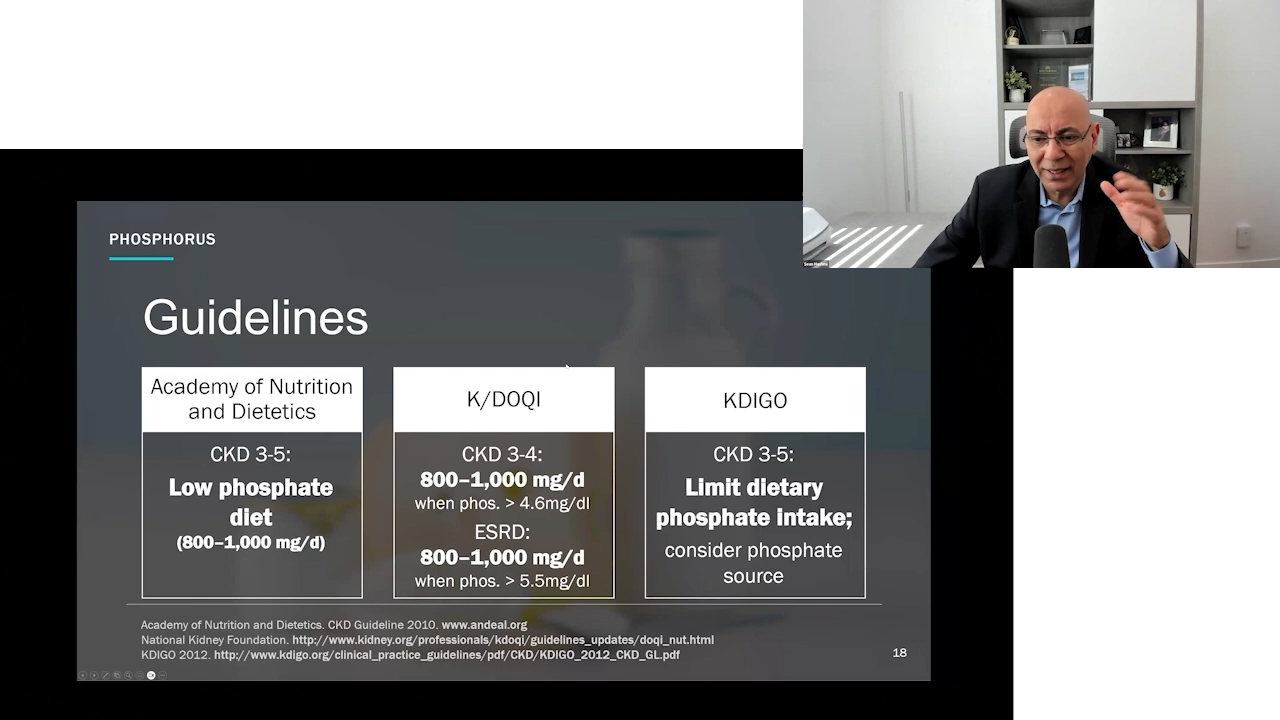 PHOSPHORUS
Guidelines
Academy of Nutrition
and Dietetics
CKD 3-5:
Low phosphate
diet
(800–1,000 mg/d)
K/DOQI
CKD 3-4:
800–1,000 mg/d
when phos. > 4.6mg/dl
ESRD:
800–1,000 mg/d
when phos. > 5.5mg/dl
KDIGO
CKD 3-5:
Limit dietary
phosphate intake;
consider phosphate
source
Academy of Nutrition and Dietetics. CKD Guideline 2010. www.andeal.org
National Kidney Foundation. http://www.kidney.org/professionals/kdoqi/guidelines_updates/doqi_nut.html
KDIGO 2012. http://www.kdigo.org/clinical_practice_guidelines/pdf/CKD/KDIGO_2012_CKD_GL.pdf
18